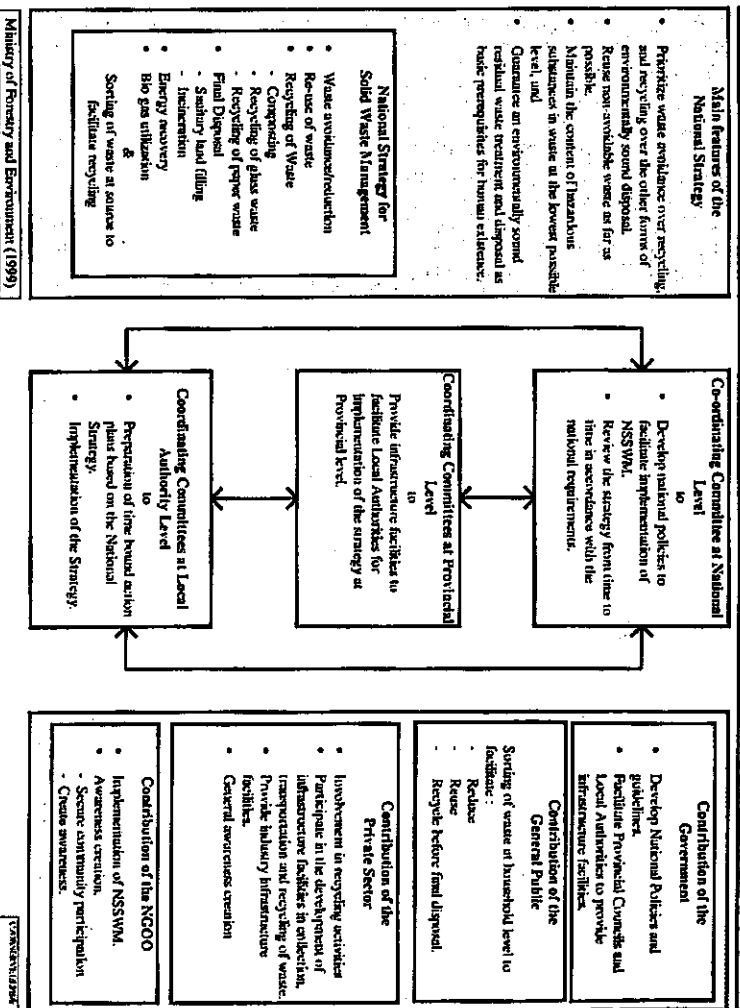 Main features of the
National Strategy
• Prioritize waste avoidance over recycling,
and recycling over the other forms of
environmentally sound disposal.
• Reuse non-avoidable waste as far as
possible.
• Maintain the content of hazardous
substances in waste at the lowest possible
level, and
• Guarantee an environmentally sound
residual waste treatment and disposal as
basic prerequisites for human existence.
National Strategy for
Solid Waste Management
• Waste avoidance/reduction
• Re-use of waste
• Recycling of Waste
- Composting
- Recycling of glass waste
- Recycling of paper waste
• Final Disposal
- Sanitary land filling
- Incineration
• Energy recovery
• Bio gas utilization
&
Sorting of waste at source to
facilitate recycling
Co-ordinating Committee at National
Level
to
• Develop national policies to
facilitate implementation of
NSSWM.
• Review the strategy from time to
time in accordance with the
national requirements.
Coordinating Committees at Provincial
Level
to
Provide infrastructure facilities to
facilitate Local Authorities for
implementation of the strategy at
Provincial level.
Coordinating Committees at Local
Authority Level
to
• Preparation of time bound action
plans based on the National
Strategy.
• Implementation of the Strategy.
Contribution of the
Government
• Develop National Policies and
guidelines.
• Facilitate Provincial Councils and
Local Authorities to provide
infrastructure facilities.
Contribution of the
General Public
Sorting of waste at household level to
facilitate :
- Reduce
- Reuse
- Recycle before final disposal.
Contribution of the
Private Sector
• Involvement in recycling activities
• Participate in the development of
infrastructure facilities in collection,
transportation and recycling of waste.
• Provide industry infrastructure
facilities.
• General awareness creation
Contribution of the NGOO
• Implementation of NSSWM.
• Awareness creation.
- Secure community participation
- Create awareness.
Ministry of Forestry and Environment (1999)